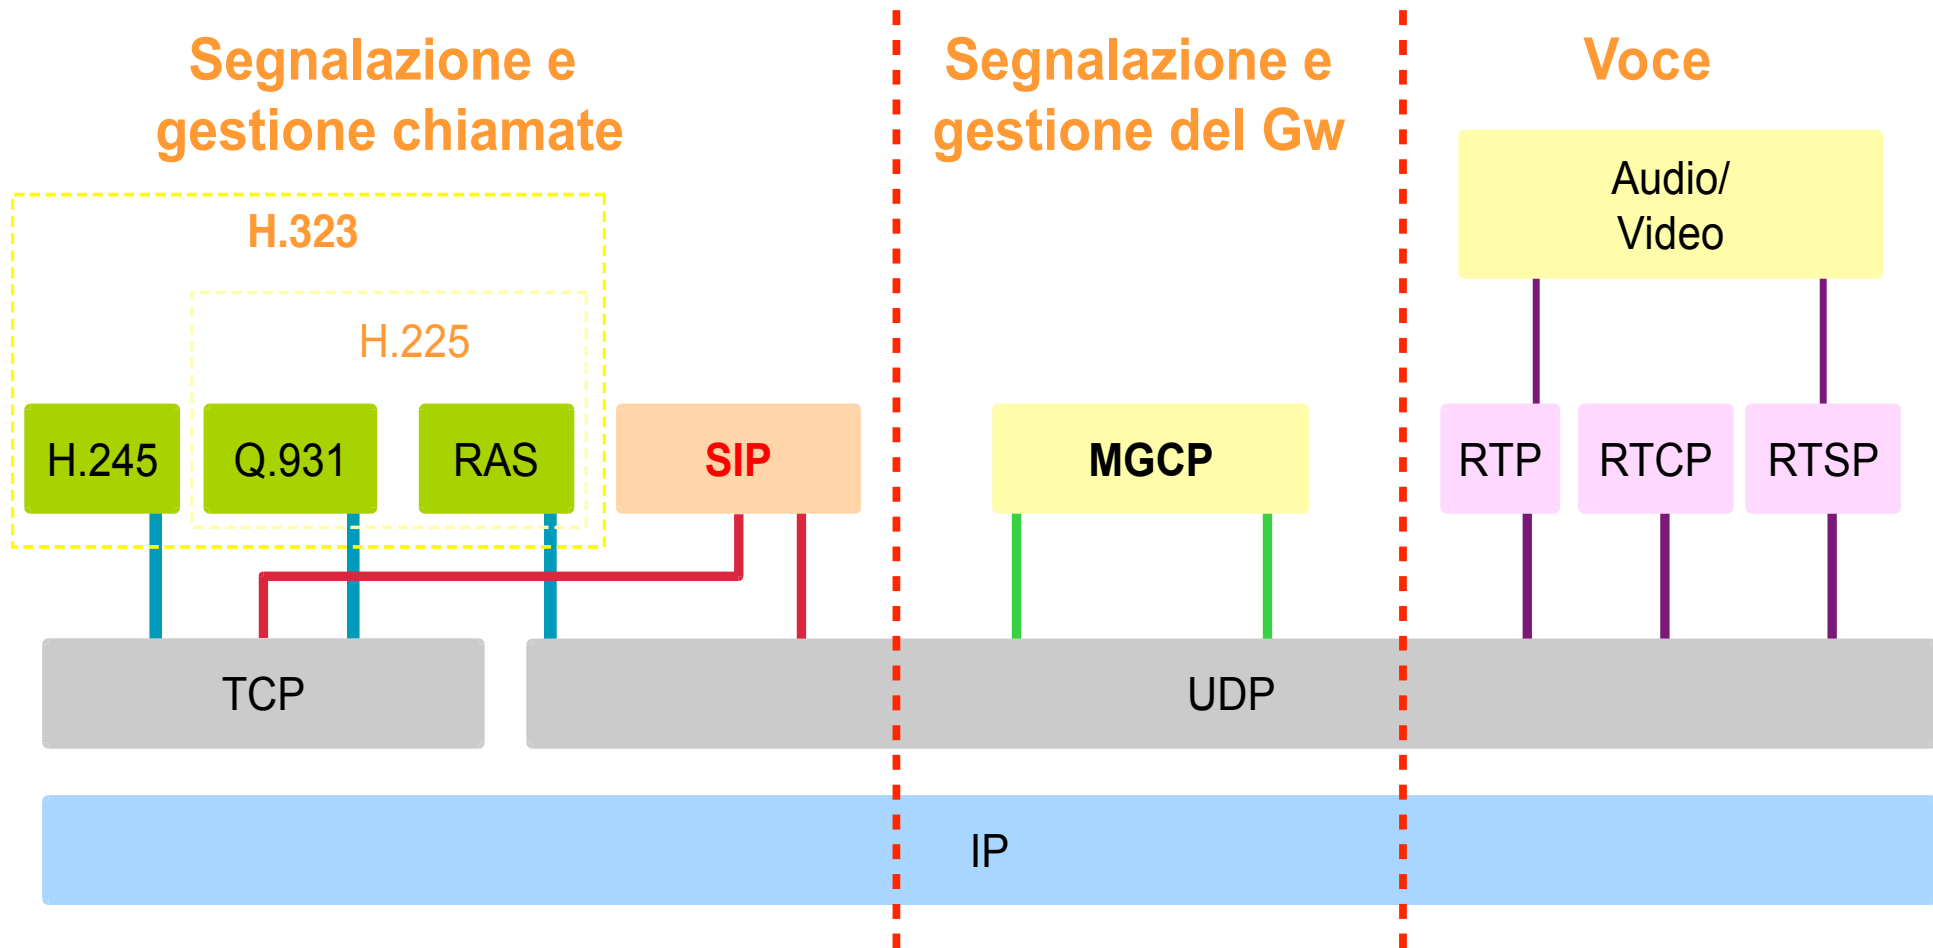 Segnalazione e
gestione chiamate
Segnalazione e
gestione del Gw
Voce
Audio/
Video
H.323
H.225
H.245
Q.931
RAS
SIP
MGCP
RTP
RTCP
RTSP
TCP
UDP
IP